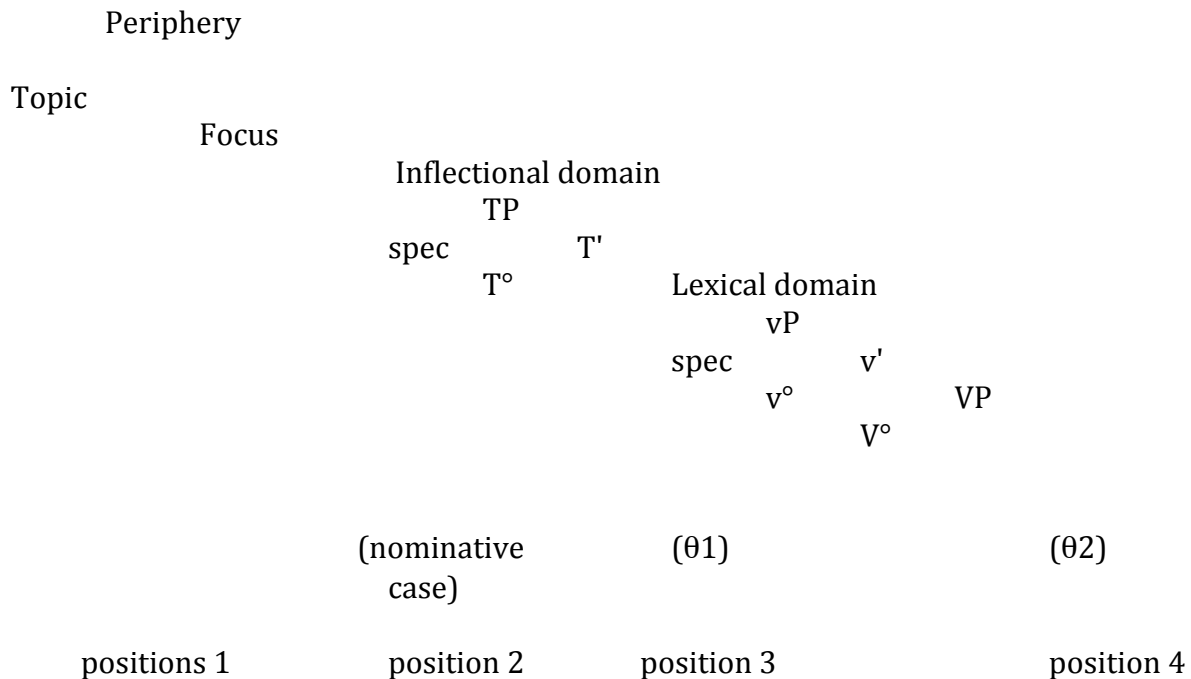 Periphery
Topic
Focus
Inflectional domain
TP
spec T'
T° Lexical domain
vP
spec v'
v° VP
V°
(nominative (θ1) (θ2)
case)
positions 1 position 2 position 3 position 4